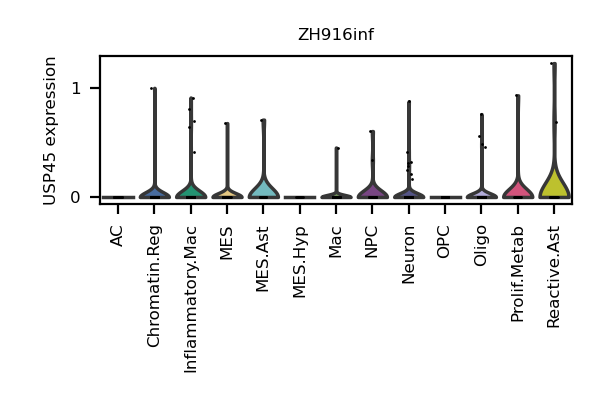 ZH916inf
USP45 expression
1
0
AC
Chromatin.Reg
Inflammatory.Mac
MES
MES.Ast
MES.Hyp
Mac
NPC
Neuron
OPC
Oligo
Prolif.Metab
Reactive.Ast